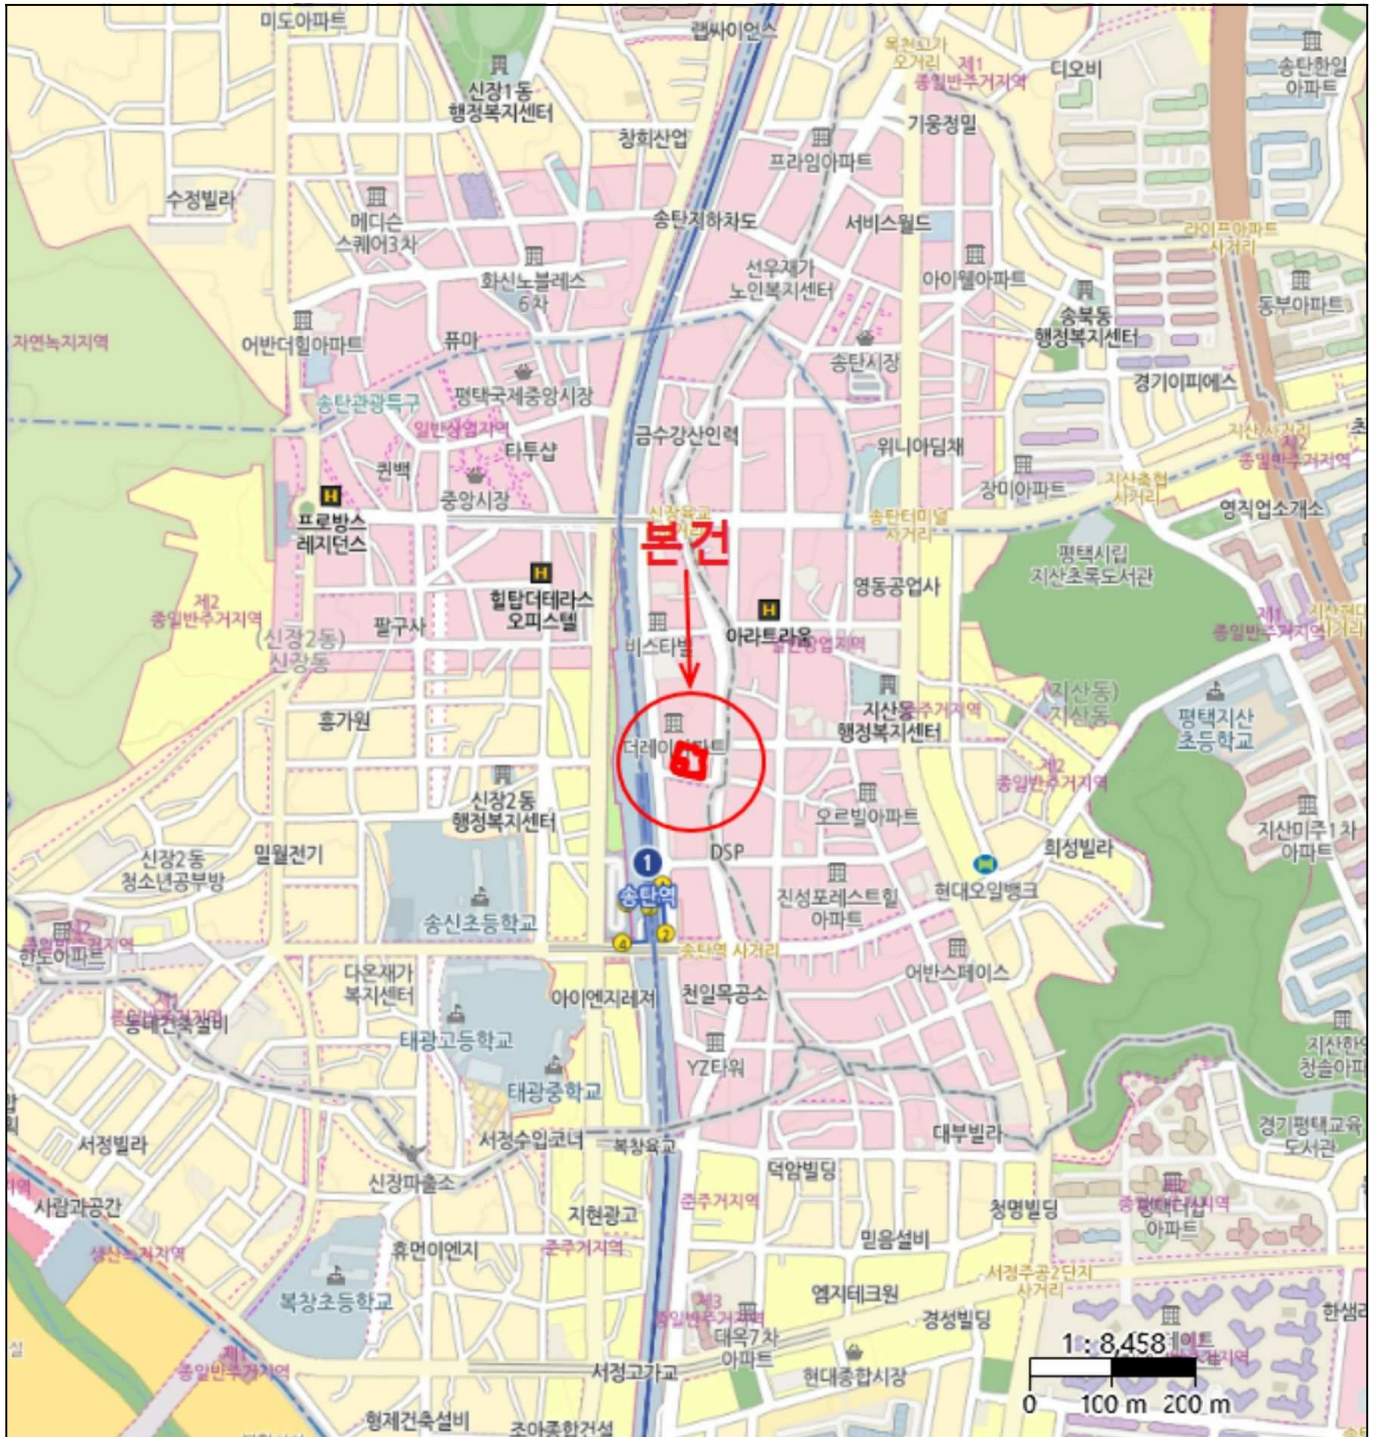 미도아파트
랩싸이언스
목천고가
오거리
제1
종일반주거지역
디오비
송탄한일
아파트
신장1동
행정복지센터
창희산업
기웅정밀
프라임아파트
수정빌라
메디슨
스퀘어3차
송탄지하차도
서비스월드
라이프아파트
사거리
화신노블레스
6차
선우재가
노인복지센터
아이웰아파트
동부아파트
송북동
행정복지센터
자연녹지지역
어반더힐아파트
퓨마
송탄시장
경기이피에스
송탄관광특구
평택국제중앙시장
일반상업지역
금수강산인력
타투샵
위니아딤채
지산사거리
제2
종일반주거지역
퀸백
중앙시장
장미아파트
지산축협
사거리
프로방스
레지던스
신장육교
송탄터미널
사거리
영직업소개소
본건
평택시립
지산초록도서관
제2
종일반주거지역
힐탑더테라스
오피스텔
영동공업사
제1
종일반주거지역
(신장2동)
신장동
팔구사
비스타빌
아라트라움
일반상업지역
흥가원
지산동
행정복지센터
준주거지역
지산동)
지산동
평택지산
초등학교
제2
종일반주거지역
신장2동
행정복지센터
오르빌아파트
지산미주1차
아파트
신장2동
청소년공부방
밀월전기
DSP
희성빌라
1
송탄역
진성포레스트힐
아파트
현대오일뱅크
송신초등학교
2
4
송탄역 사거리
한도아파트
다온재가
복지센터
어반스페이스
아이엔지레져
천일목공소
동네건축설비
태광고등학교
YZ타워
태광중학교
서정빌라
서정수입코너
복창육교
대부빌라
경기평택교육
도서관
신장파출소
덕암빌딩
사람과공간
지현광고
준주거지역
청명빌딩
아파트
생산녹지지역
휴먼이엔지
준주거지역
믿음설비
복창초등학교
서정주공2단지
사거리
엠지테크원
제3
종일반주거지역
대옥7차
아파트
경성빌딩
1 : 8,458
제1
종일반주거지역
서정고가교
현대종합시장
0 100 m 200 m
형제건축설비
조아종합건설